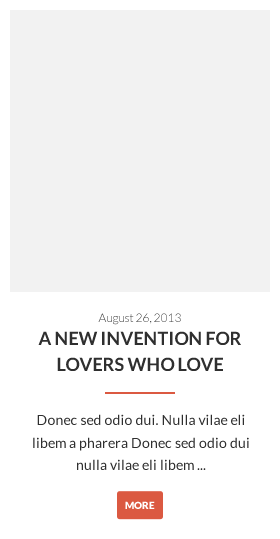 August 26, 2013
A NEW INVENTION FOR
LOVERS WHO LOVE
Donec sed odio dui. Nulla vilae eli
libem a pharera Donec sed odio dui
nulla vilae eli libem ...
MORE